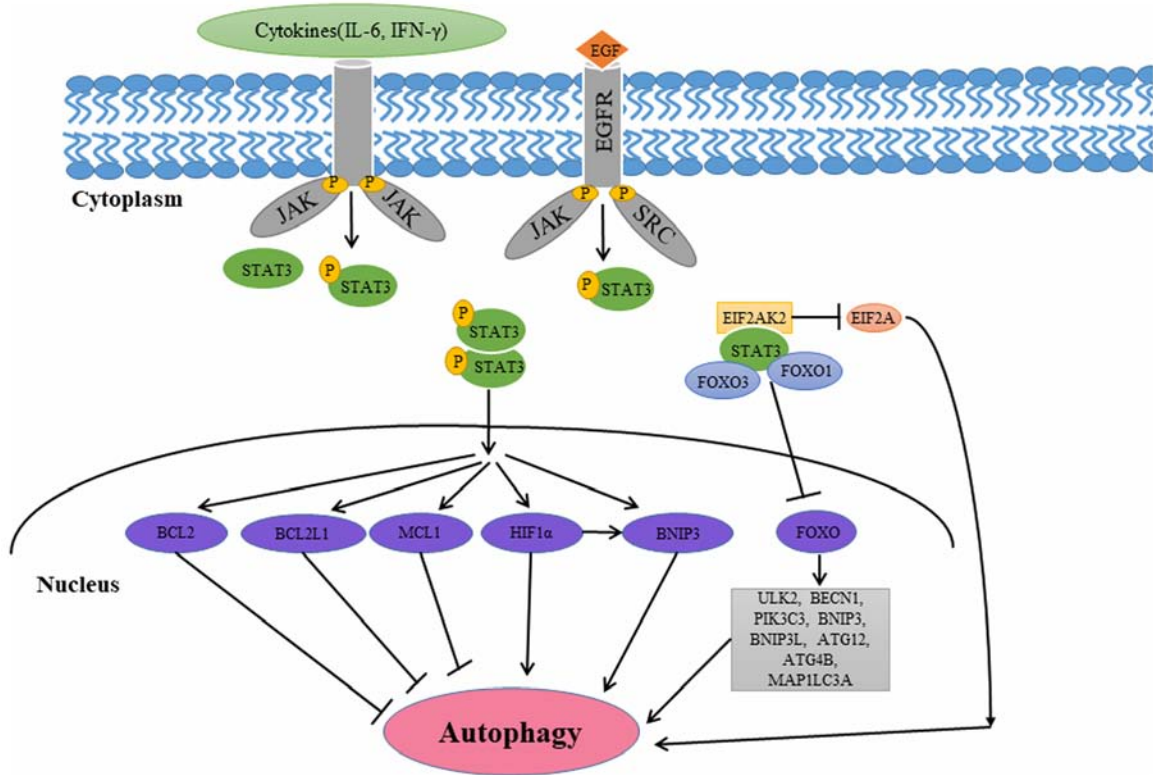 Cytokines(IL-6, IFN-γ)
EGF
EGFR
Cytoplasm
P
P
JAK
JAK
P
P
JAK
SRC
STAT3
P
STAT3
P
STAT3
P
STAT3
P
STAT3
EIF2AK2
EIF2A
STAT3
FOXO3
FOXO1
BCL2
BCL2L1
MCL1
HIF1α
BNIP3
FOXO
Nucleus
ULK2, BECN1,
PIK3C3, BNIP3,
BNIP3L, ATG12,
ATG4B,
MAP1LC3A
Autophagy